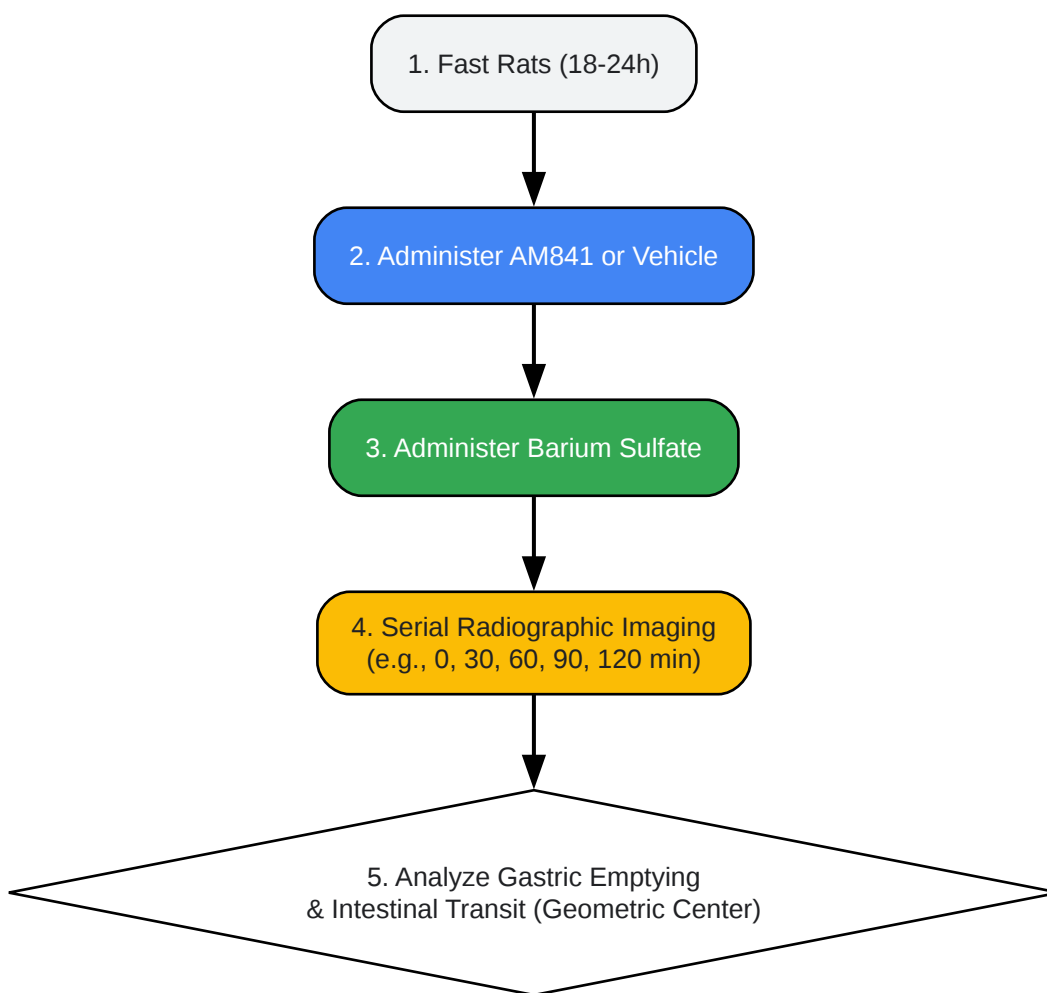 1. Fast Rats (18-24h)
2. Administer AM841 or Vehicle
3. Administer Barium Sulfate
4. Serial Radiographic Imaging
(e.g., 0, 30, 60, 90, 120 min)
5. Analyze Gastric Emptying
& Intestinal Transit (Geometric Center)